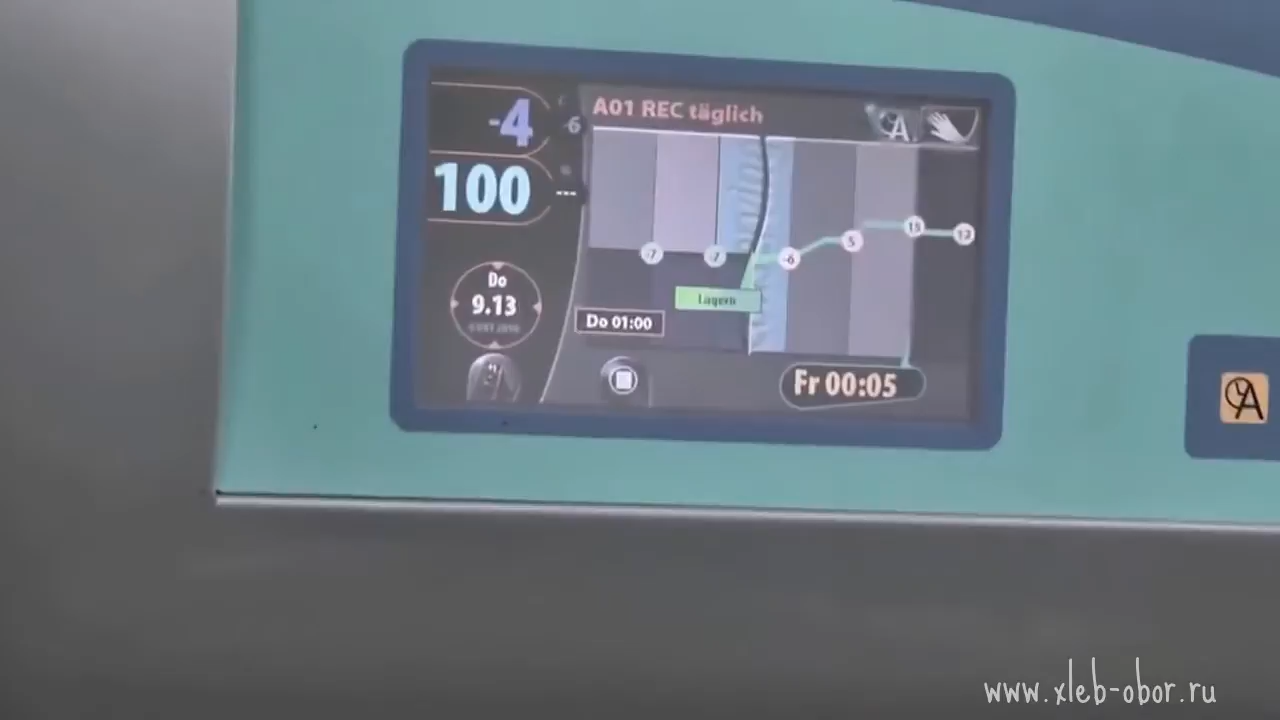 A01 REC täglich
A
-4
-6
100
---
-7
-7
-6
5
13
12
Lagern
Do
9.13
Do 01:00
Fr 00:05
A
www.xleb-obor.ru